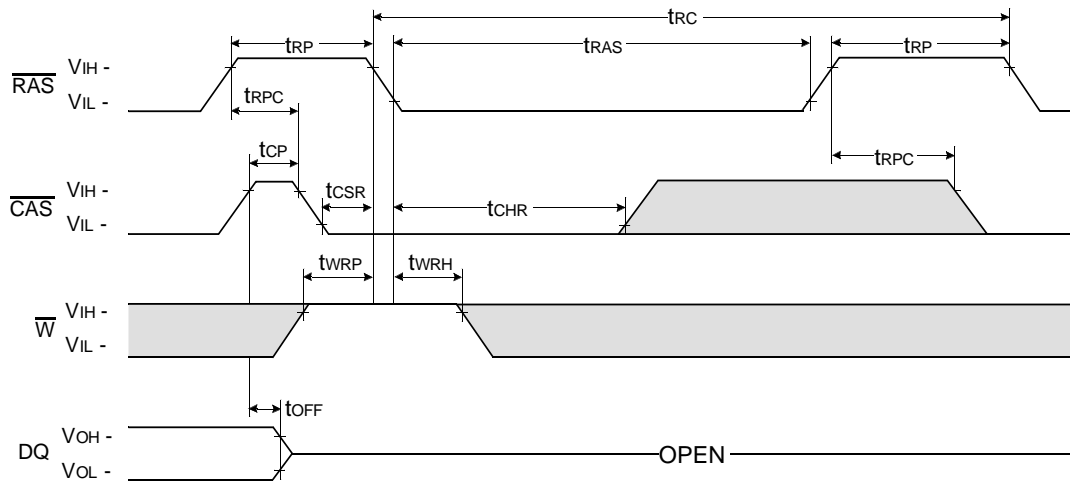 tRC
tRP tRAS tRP
RAS VIH -
VIL -
tRPC
tCP tRPC
CAS VIH -
VIL -
tCSR tCHR
tWRP tWRH
W VIH -
VIL -
tOFF
DQ VOH -
VOL -
OPEN